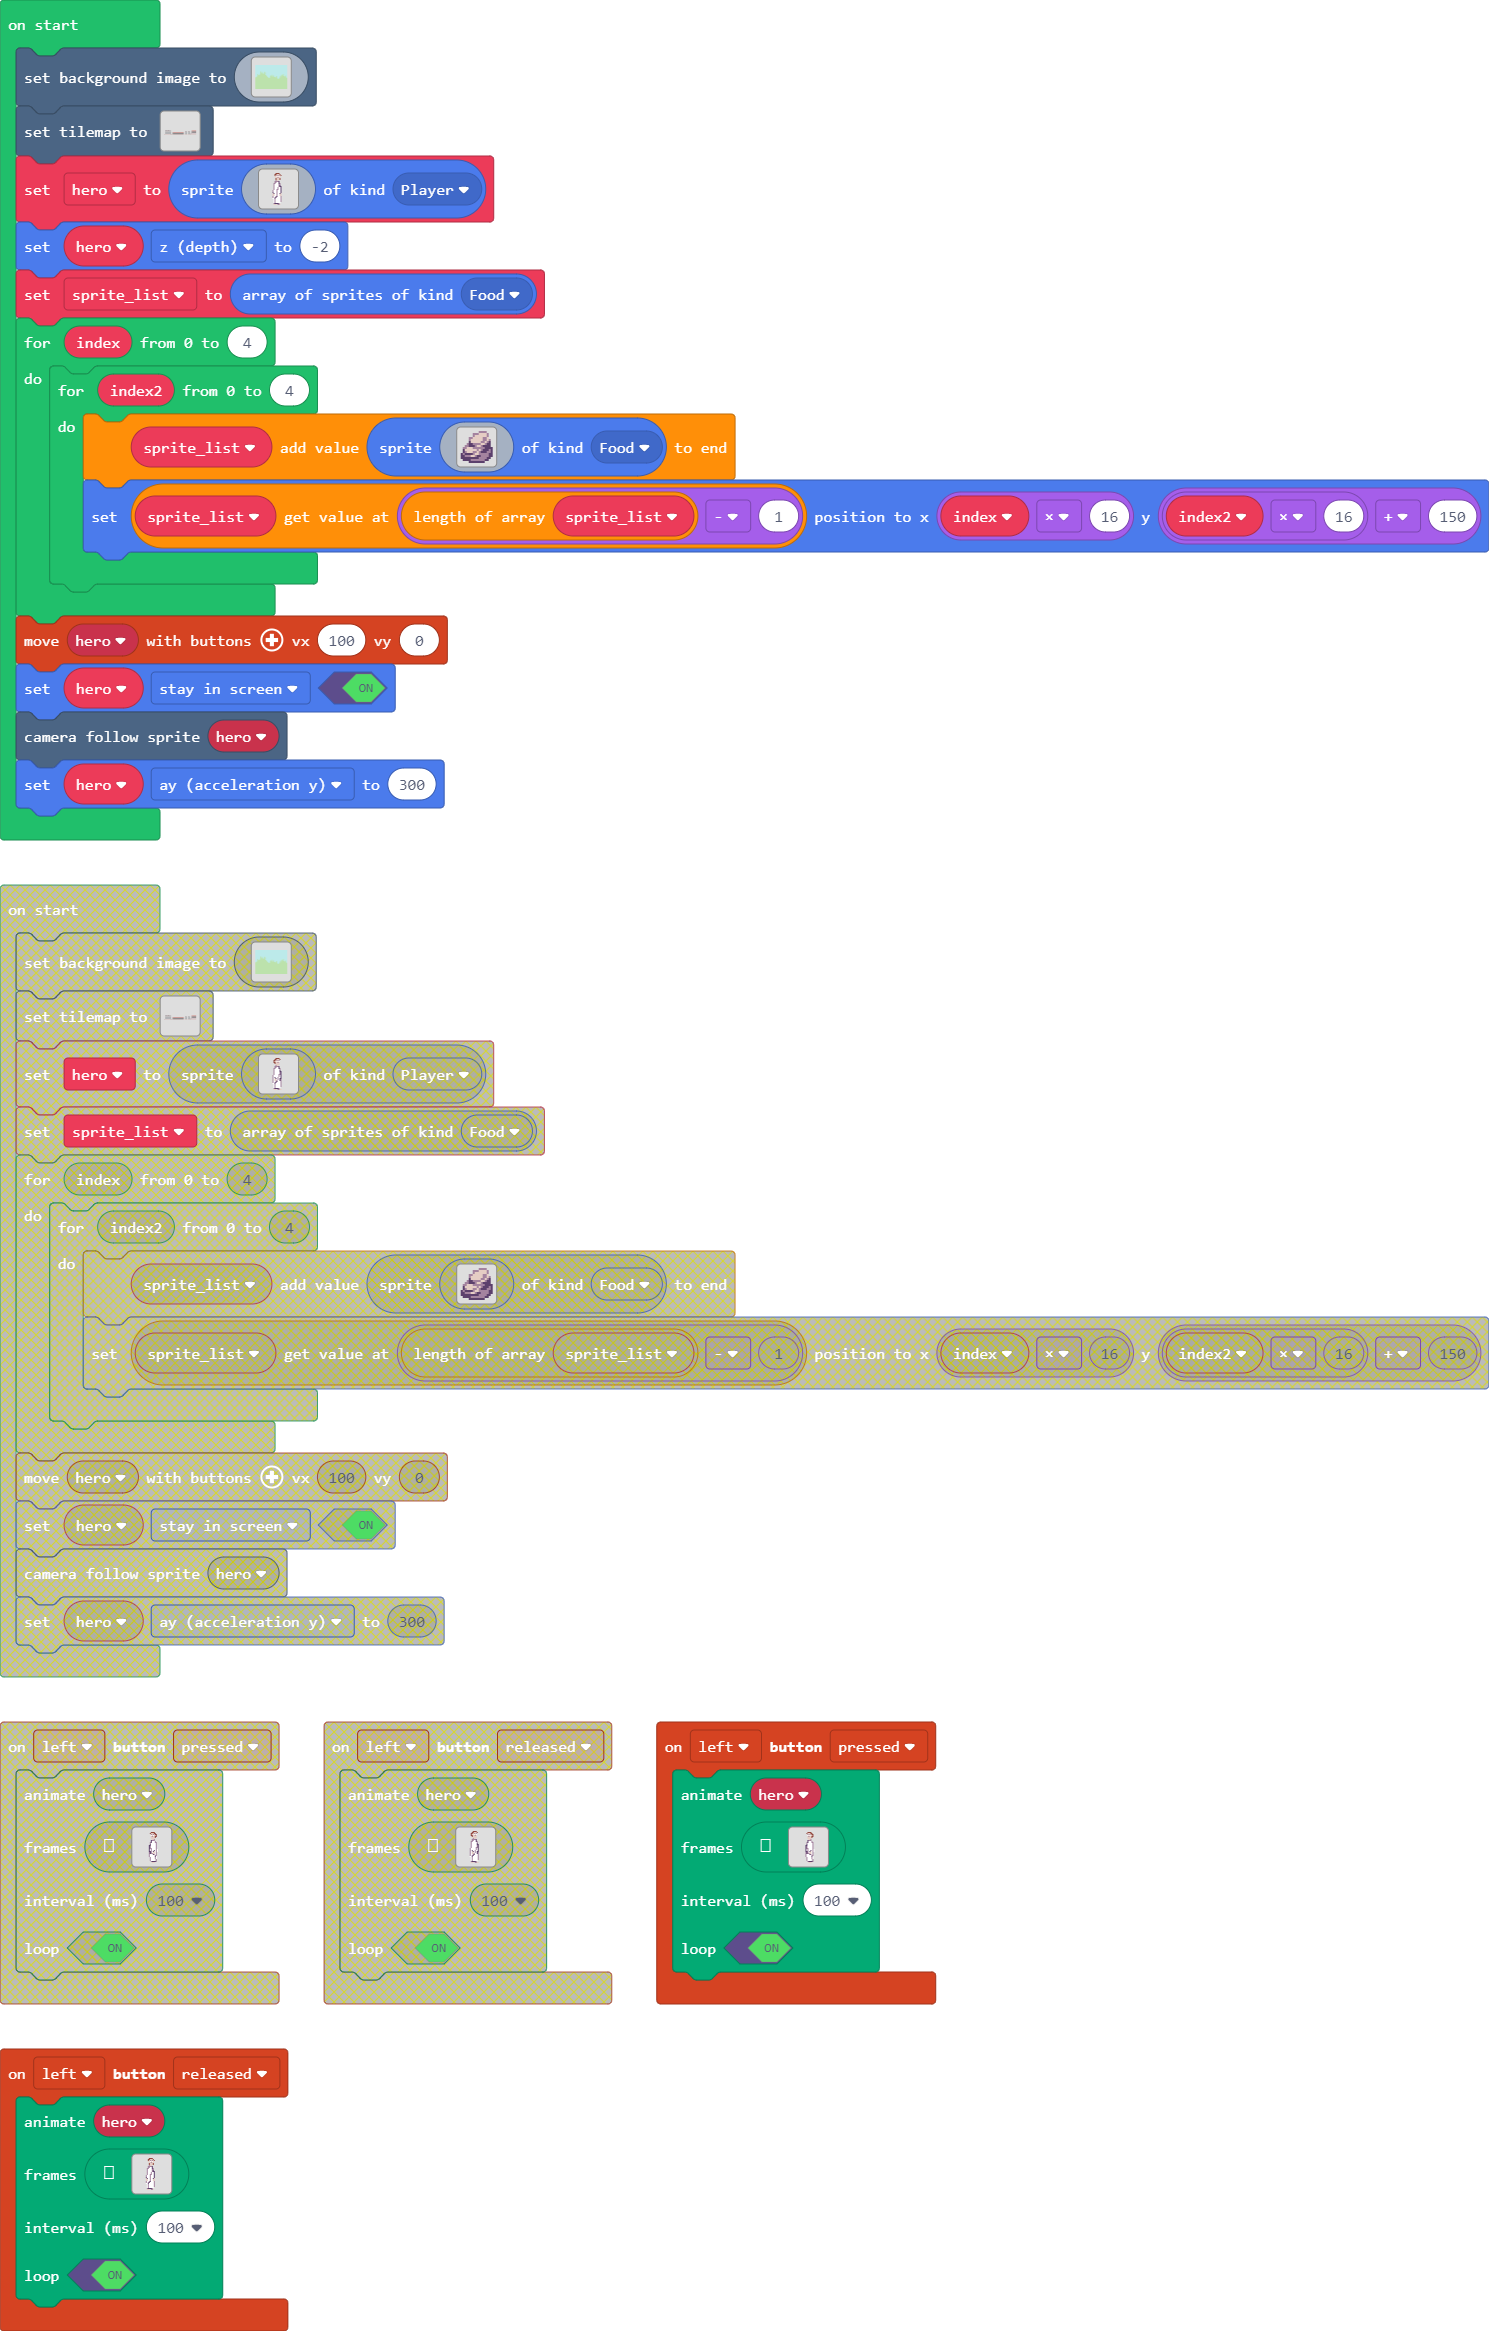 on start
set background image to
set tilemap to
set hero to sprite of kind Player
set hero z (depth) to -2
set sprite_list to array of sprites of kind Food
for index from 0 to 4
do for index2 from 0 to 4
do sprite_list add value sprite of kind Food to end
set sprite_list get value at length of array sprite_list - 1 position to x index × 16 y index2 × 16 + 150
move hero with buttons vx 100 vy 0
set hero stay in screen ON
camera follow sprite hero
set hero ay (acceleration y) to 300
on start
set background image to
set tilemap to
set hero to sprite of kind Player
set sprite_list to array of sprites of kind Food
for index from 0 to 4
do for index2 from 0 to 4
do sprite_list add value sprite of kind Food to end
set sprite_list get value at length of array sprite_list - 1 position to x index × 16 y index2 × 16 + 150
move hero with buttons vx 100 vy 0
set hero stay in screen ON
camera follow sprite hero
set hero ay (acceleration y) to 300
on left button pressed
animate hero
frames
interval (ms) 100
loop ON
on left button released
animate hero
frames
interval (ms) 100
loop ON
on left button pressed
animate hero
frames
interval (ms) 100
loop ON
on left button released
animate hero
frames
interval (ms) 100
loop ON